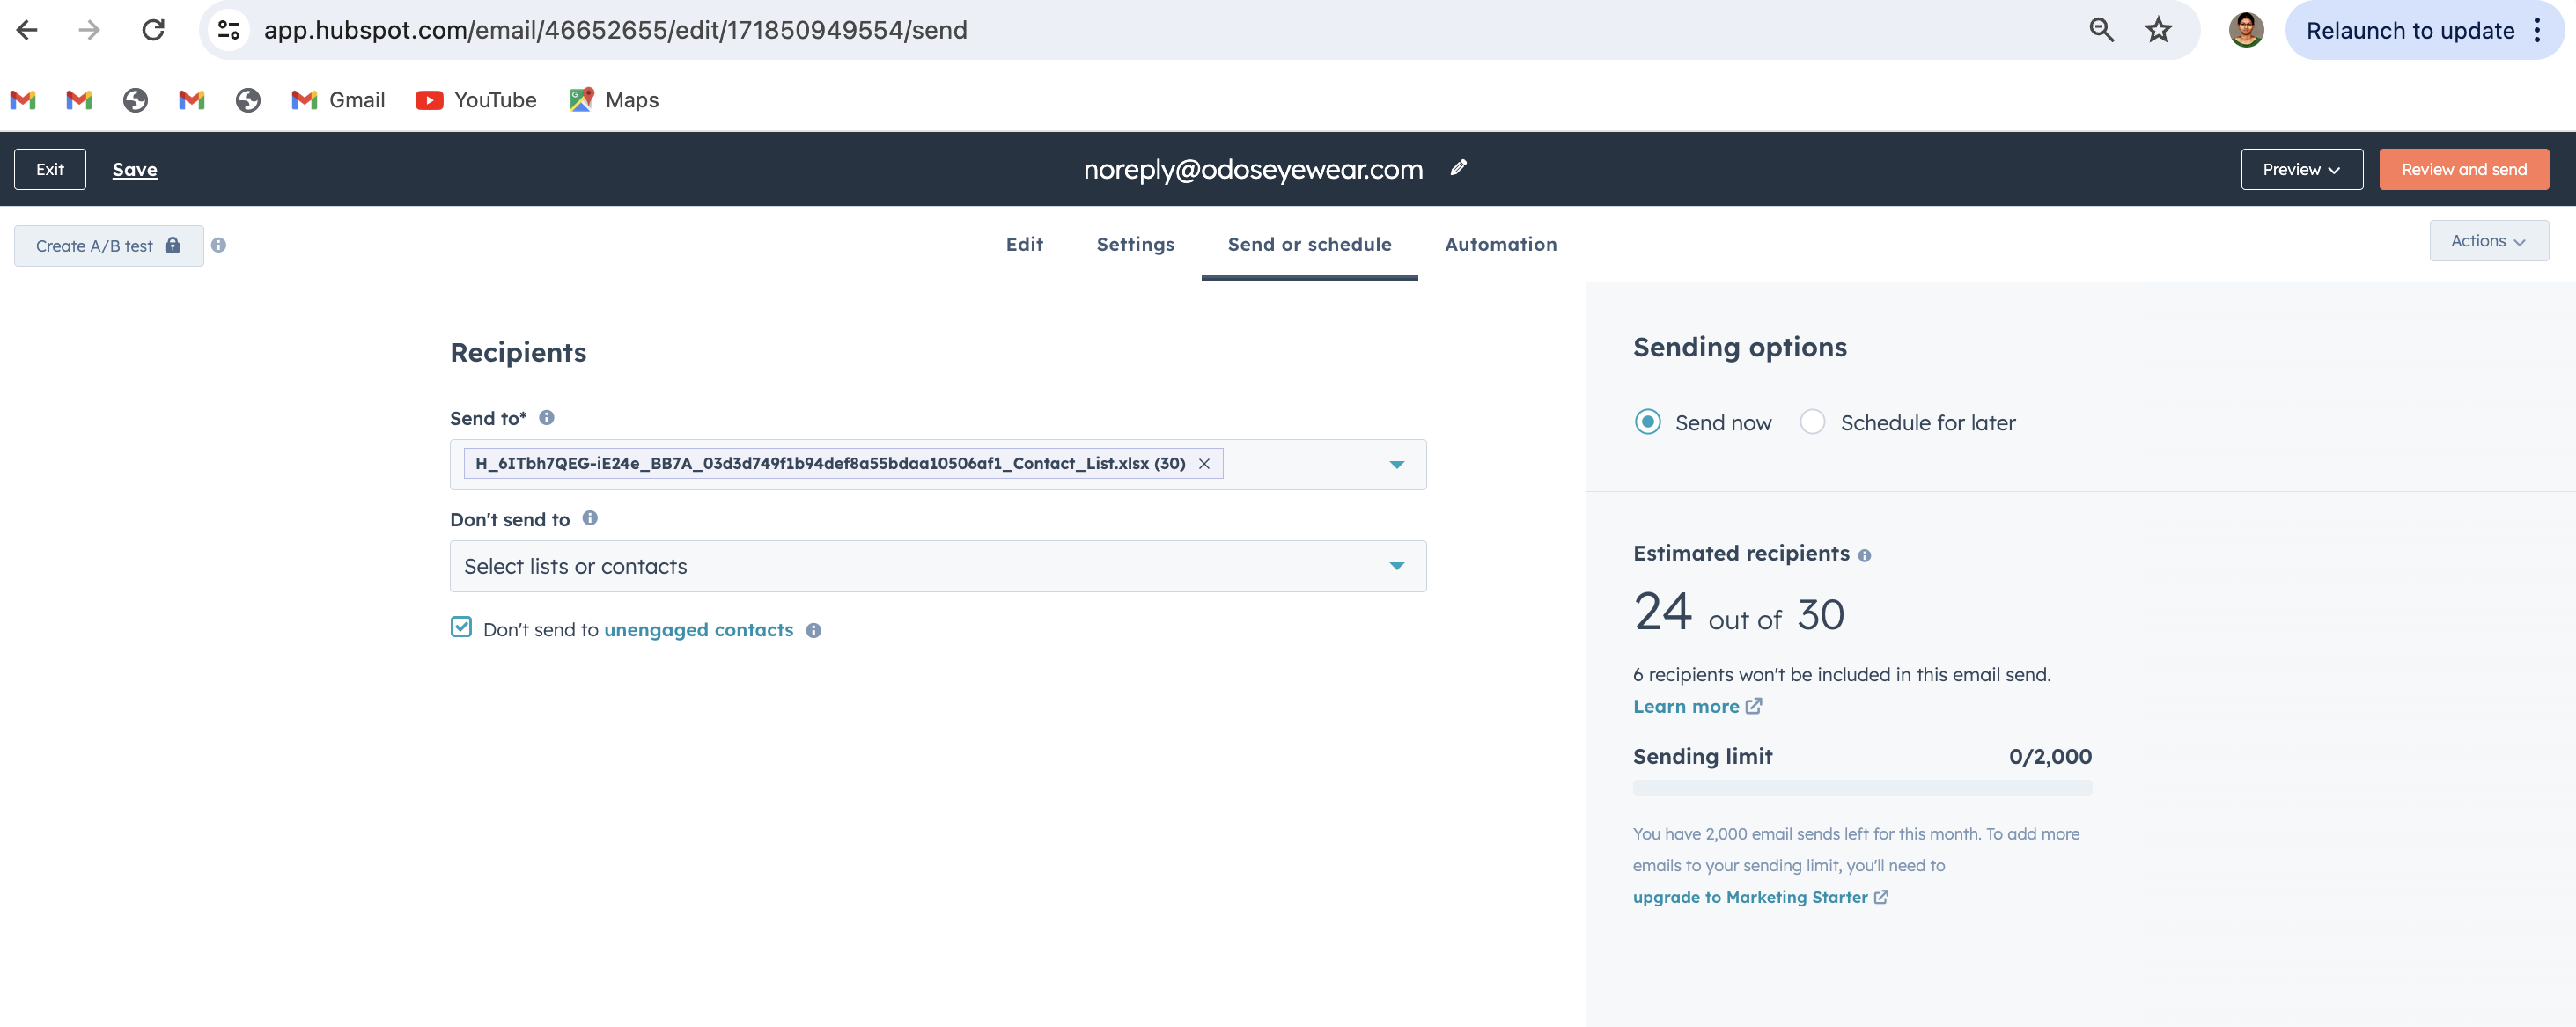 app.hubspot.com/email/46652655/edit/171850949554/send
Relaunch to update
Gmail YouTube Maps
Exit Save noreply@odoseyewear.com Preview Review and send
Create A/B test Edit Settings Send or schedule Automation Actions
Recipients
Send to*
H_6ITbh7QEG-iE24e_BB7A_03d3d749f1b94def8a55bdaa10506af1_Contact_List.xlsx (30)
Don't send to
Select lists or contacts
Don't send to unengaged contacts
Sending options
Send now Schedule for later
Estimated recipients
24 out of 30
6 recipients won't be included in this email send.
Learn more
Sending limit 0/2,000
You have 2,000 email sends left for this month. To add more
emails to your sending limit, you'll need to
upgrade to Marketing Starter